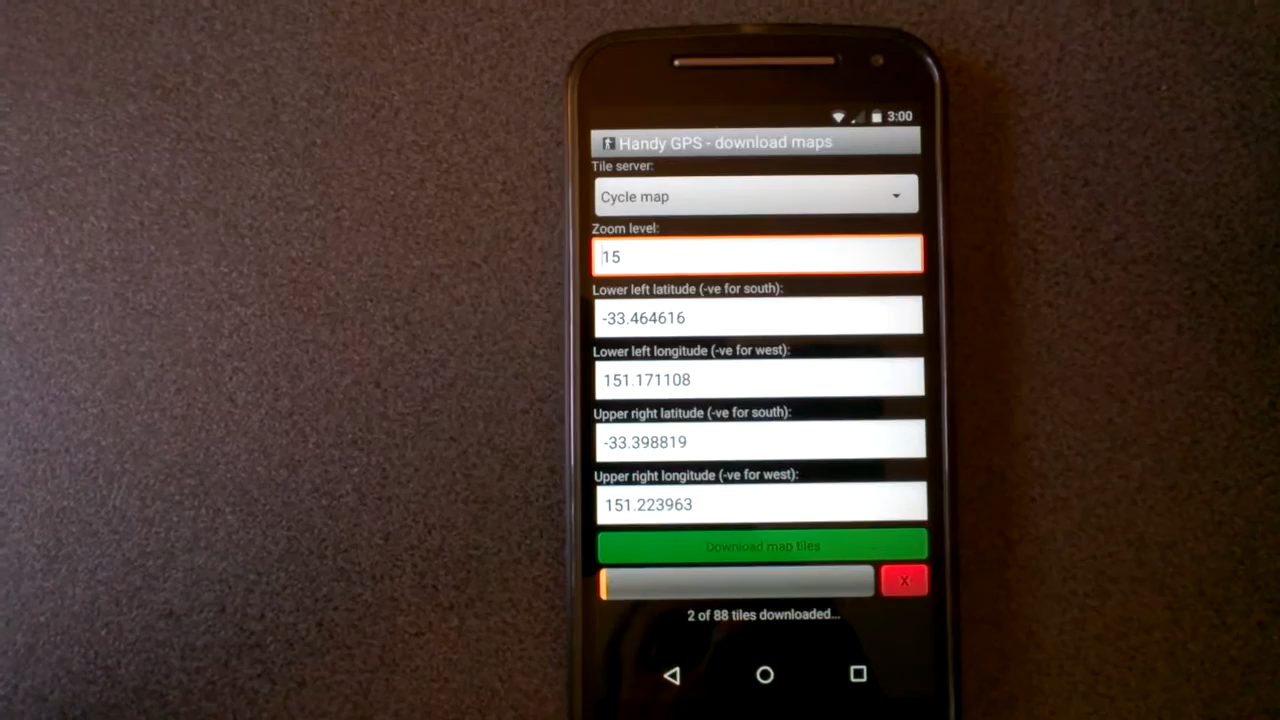 3:00
Handy GPS - download maps
Tile server:
Cycle map
Zoom level:
15
Lower left latitude (-ve for south):
-33.464616
Lower left longitude (-ve for west):
151.171108
Upper right latitude (-ve for south):
-33.398819
Upper right longitude (-ve for west):
151.223963
Download map tiles
X
2 of 88 tiles downloaded...